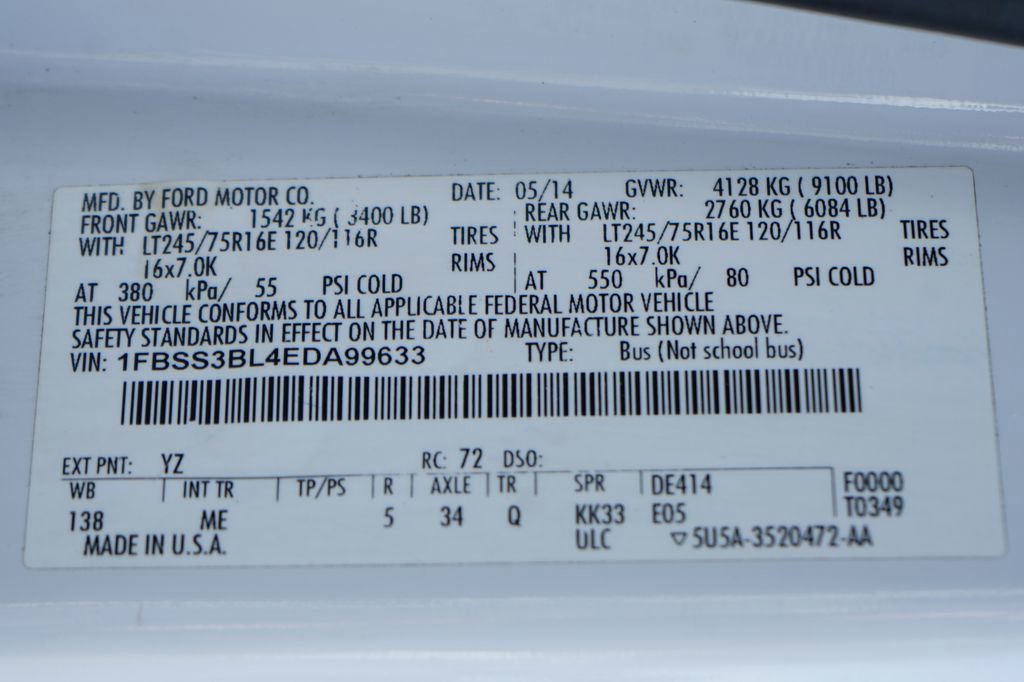 MFD. BY FORD MOTOR CO. DATE: 05/14 GVWR: 4128 KG ( 9100 LB)
FRONT GAWR: 1542 KG ( 3400 LB) REAR GAWR: 2760 KG ( 6084 LB)
WITH LT245/75R16E 120/116R TIRES WITH LT245/75R16E 120/116R TIRES
16x7.0K RIMS 16x7.0K RIMS
AT 380 kPa/ 55 PSI COLD AT 550 kPa/ 80 PSI COLD
THIS VEHICLE CONFORMS TO ALL APPLICABLE FEDERAL MOTOR VEHICLE
SAFETY STANDARDS IN EFFECT ON THE DATE OF MANUFACTURE SHOWN ABOVE.
VIN: 1FBSS3BL4EDA99633 TYPE: Bus (Not school bus)
EXT PNT: YZ RC: 72 DSO:
WB INT TR TP/PS R AXLE TR SPR DE414 F0000
138 ME 5 34 Q KK33 E05 T0349
MADE IN U.S.A. ULC 5U5A-3520472-AA